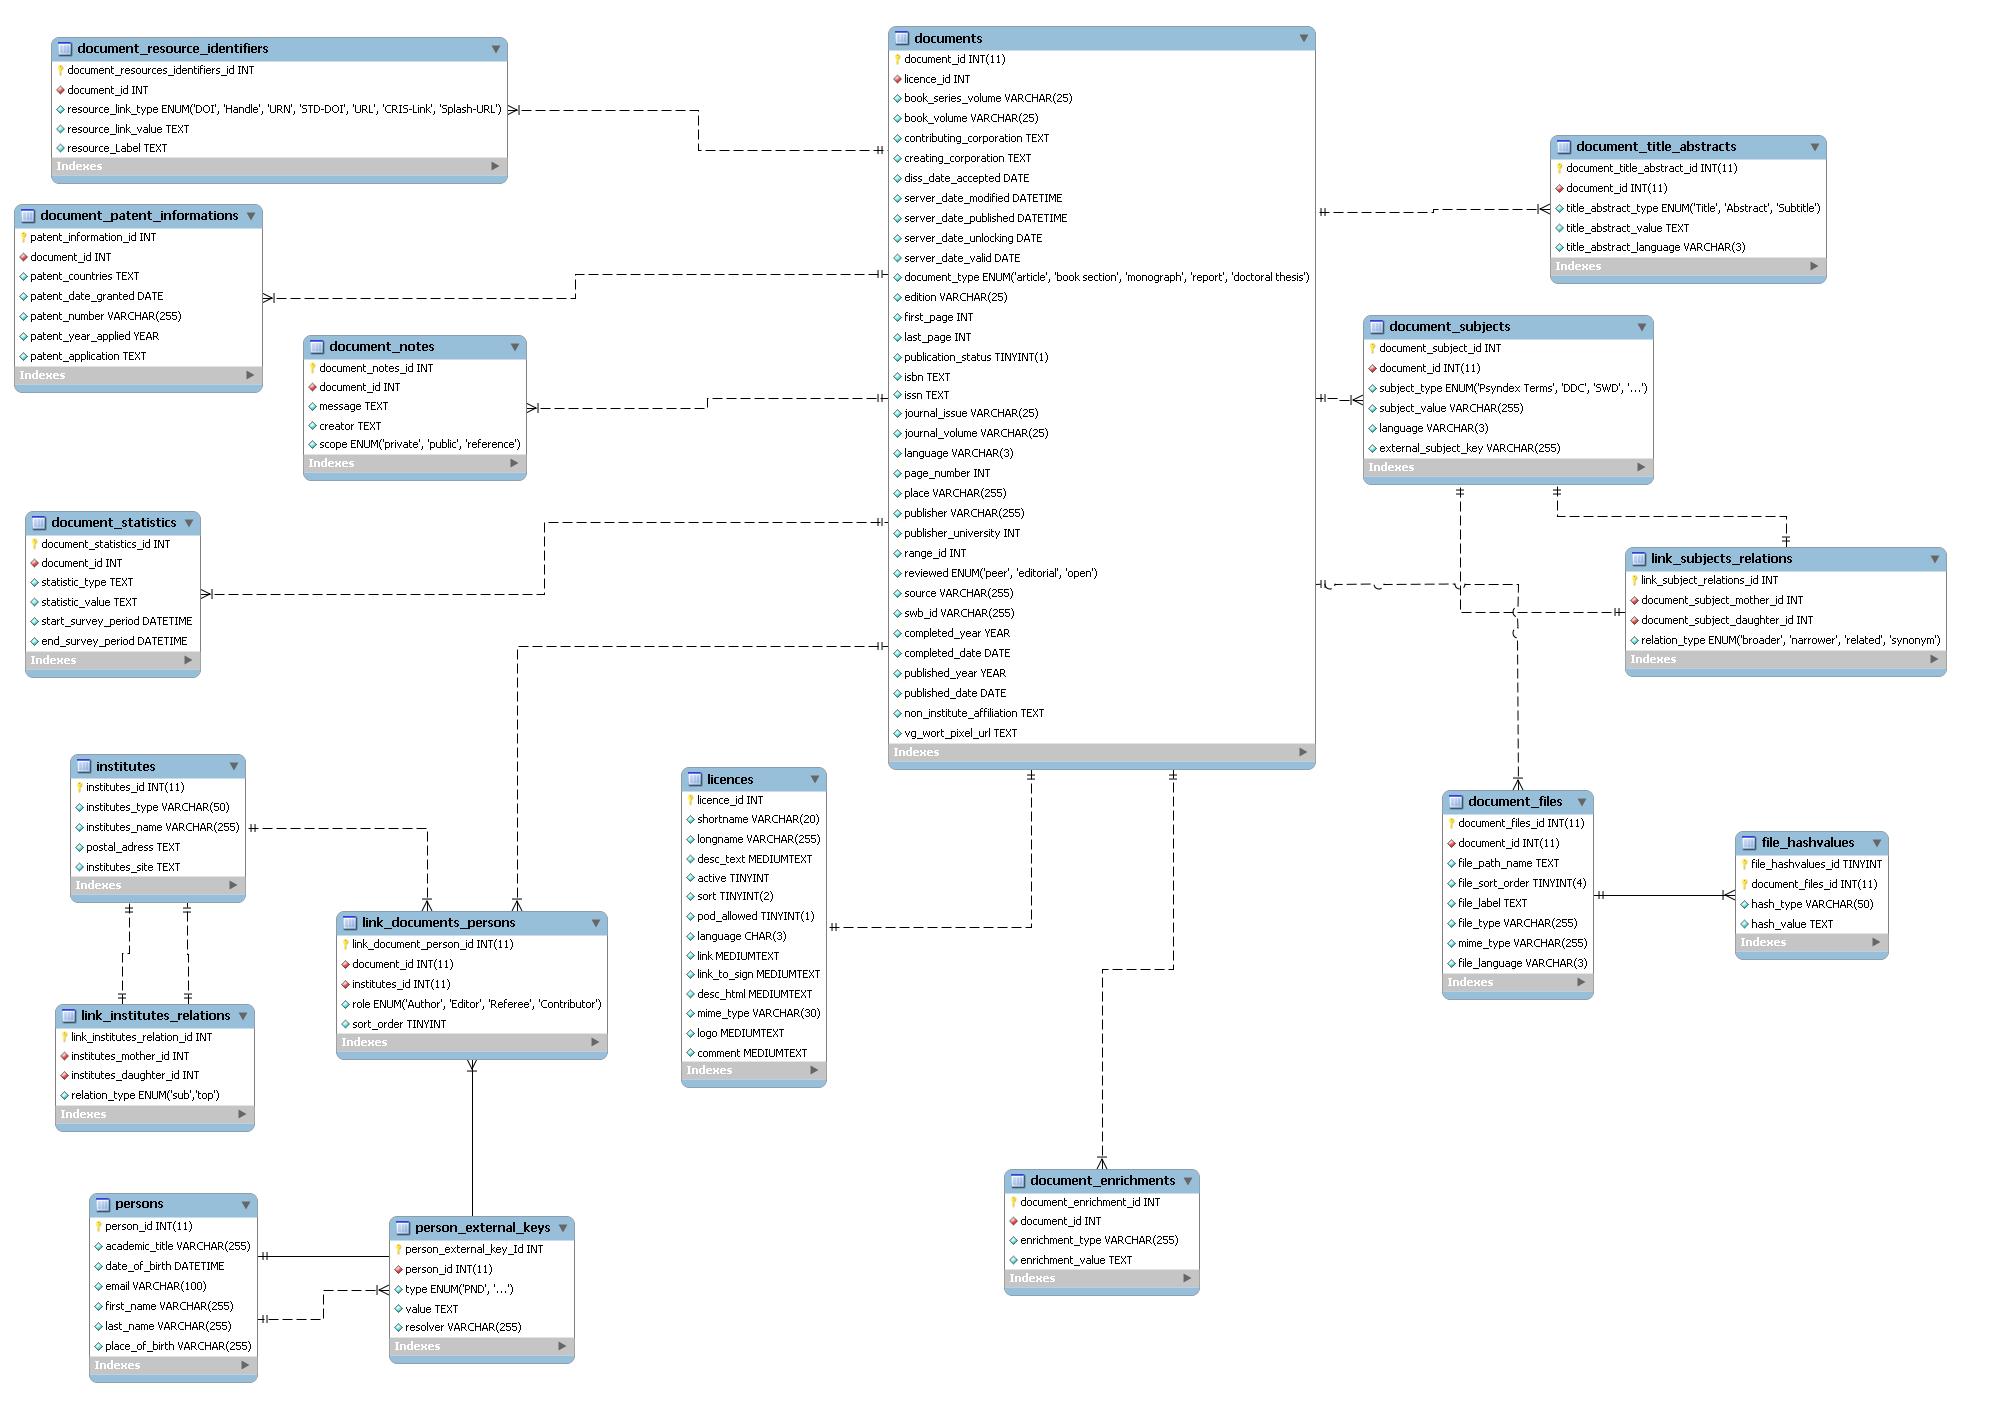 document_resource_identifiers
document_resources_identifiers_id INT
document_id INT
resource_link_type ENUM('DOI', 'Handle', 'URN', 'STD-DOI', 'URL', 'CRIS-Link', 'Splash-URL')
resource_link_value TEXT
resource_Label TEXT
Indexes
document_patent_informations
patent_information_id INT
document_id INT
patent_countries TEXT
patent_date_granted DATE
patent_number VARCHAR(255)
patent_year_applied YEAR
patent_application TEXT
Indexes
document_notes
document_notes_id INT
document_id INT
message TEXT
creator TEXT
scope ENUM('private', 'public', 'reference')
Indexes
document_statistics
document_statistics_id INT
document_id INT
statistic_type TEXT
statistic_value TEXT
start_survey_period DATETIME
end_survey_period DATETIME
Indexes
documents
document_id INT(11)
licence_id INT
book_series_volume VARCHAR(25)
book_volume VARCHAR(25)
contributing_corporation TEXT
creating_corporation TEXT
diss_date_accepted DATE
server_date_modified DATETIME
server_date_published DATETIME
server_date_unlocking DATE
server_date_valid DATE
document_type ENUM('article', 'book section', 'monograph', 'report', 'doctoral thesis')
edition VARCHAR(25)
first_page INT
last_page INT
publication_status TINYINT(1)
isbn TEXT
issn TEXT
journal_issue VARCHAR(25)
journal_volume VARCHAR(25)
language VARCHAR(3)
page_number INT
place VARCHAR(255)
publisher VARCHAR(255)
publisher_university INT
range_id INT
reviewed ENUM('peer', 'editorial', 'open')
source VARCHAR(255)
swb_id VARCHAR(255)
completed_year YEAR
completed_date DATE
published_year YEAR
published_date DATE
non_institute_affiliation TEXT
vg_wort_pixel_url TEXT
Indexes
document_title_abstracts
document_title_abstract_id INT(11)
document_id INT(11)
title_abstract_type ENUM('Title', 'Abstract', 'Subtitle')
title_abstract_value TEXT
title_abstract_language VARCHAR(3)
Indexes
document_subjects
document_subject_id INT
document_id INT(11)
subject_type ENUM('Psyndex Terms', 'DDC', 'SWD', '...')
subject_value VARCHAR(255)
language VARCHAR(3)
external_subject_key VARCHAR(255)
Indexes
link_subjects_relations
link_subject_relations_id INT
document_subject_mother_id INT
document_subject_daughter_id INT
relation_type ENUM('broader', 'narrower', 'related', 'synonym')
Indexes
institutes
institutes_id INT(11)
institutes_type VARCHAR(50)
institutes_name VARCHAR(255)
postal_adress TEXT
institutes_site TEXT
Indexes
link_institutes_relations
link_institutes_relation_id INT
institutes_mother_id INT
institutes_daughter_id INT
relation_type ENUM('sub','top')
Indexes
link_documents_persons
link_document_person_id INT(11)
document_id INT(11)
institutes_id INT(11)
role ENUM('Author', 'Editor', 'Referee', 'Contributor')
sort_order TINYINT
Indexes
licences
licence_id INT
shortname VARCHAR(20)
longname VARCHAR(255)
desc_text MEDIUMTEXT
active TINYINT
sort TINYINT(2)
pod_allowed TINYINT(1)
language CHAR(3)
link MEDIUMTEXT
link_to_sign MEDIUMTEXT
desc_html MEDIUMTEXT
mime_type VARCHAR(30)
logo MEDIUMTEXT
comment MEDIUMTEXT
Indexes
document_files
document_files_id INT(11)
document_id INT(11)
file_path_name TEXT
file_sort_order TINYINT(4)
file_label TEXT
file_type VARCHAR(255)
mime_type VARCHAR(255)
file_language VARCHAR(3)
Indexes
file_hashvalues
file_hashvalues_id TINYINT
document_files_id INT(11)
hash_type VARCHAR(50)
hash_value TEXT
Indexes
persons
person_id INT(11)
academic_title VARCHAR(255)
date_of_birth DATETIME
email VARCHAR(100)
first_name VARCHAR(255)
last_name VARCHAR(255)
place_of_birth VARCHAR(255)
Indexes
person_external_keys
person_external_key_Id INT
person_id INT(11)
type ENUM('PND', '...')
value TEXT
resolver VARCHAR(255)
Indexes
document_enrichments
document_enrichment_id INT
document_id INT
enrichment_type VARCHAR(255)
enrichment_value TEXT
Indexes